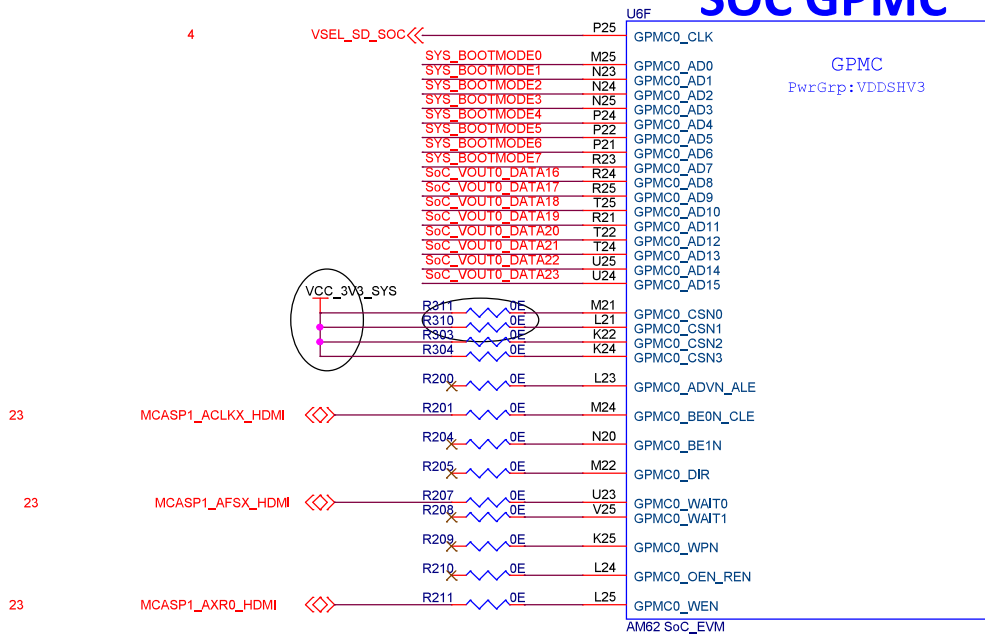 SOC GPMC
U6F
4 VSEL_SD_SOC P25 GPMC0_CLK
GPMC
PwrGrp:VDDSHV3
SYS_BOOTMODE0 M25 GPMC0_AD0
SYS_BOOTMODE1 N23 GPMC0_AD1
SYS_BOOTMODE2 N24 GPMC0_AD2
SYS_BOOTMODE3 N25 GPMC0_AD3
SYS_BOOTMODE4 P24 GPMC0_AD4
SYS_BOOTMODE5 P22 GPMC0_AD5
SYS_BOOTMODE6 P21 GPMC0_AD6
SYS_BOOTMODE7 R23 GPMC0_AD7
SoC_VOUT0_DATA16 R24 GPMC0_AD8
SoC_VOUT0_DATA17 R25 GPMC0_AD9
SoC_VOUT0_DATA18 T25 GPMC0_AD10
SoC_VOUT0_DATA19 R21 GPMC0_AD11
SoC_VOUT0_DATA20 T22 GPMC0_AD12
SoC_VOUT0_DATA21 T24 GPMC0_AD13
SoC_VOUT0_DATA22 U25 GPMC0_AD14
SoC_VOUT0_DATA23 U24 GPMC0_AD15
VCC_3V3_SYS
R311 0E M21 GPMC0_CSN0
R310 0E L21 GPMC0_CSN1
R303 0E K22 GPMC0_CSN2
R304 0E K24 GPMC0_CSN3
R200 0E L23 GPMC0_ADVN_ALE
23 MCASP1_ACLKX_HDMI R201 0E M24 GPMC0_BE0N_CLE
R204 0E N20 GPMC0_BE1N
R205 0E M22 GPMC0_DIR
23 MCASP1_AFSX_HDMI R207 0E U23 GPMC0_WAIT0
R208 0E V25 GPMC0_WAIT1
R209 0E K25 GPMC0_WPN
R210 0E L24 GPMC0_OEN_REN
23 MCASP1_AXR0_HDMI R211 0E L25 GPMC0_WEN
AM62 SoC_EVM